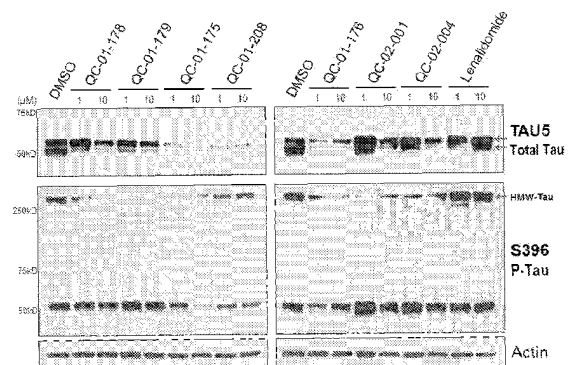 DMSO QC-01-178 QC-01-179 QC-01-175 QC-01-208 DMSO QC-01-176 QC-02-001 QC-02-004 Lenalidomide
(µM) 1 10 1 10 1 10 1 10 1 10 1 10 1 10 1 10
75kD
TAU5
50kD Total Tau
HMW-Tau
250kD
S396
75kD P-Tau
50kD
Actin